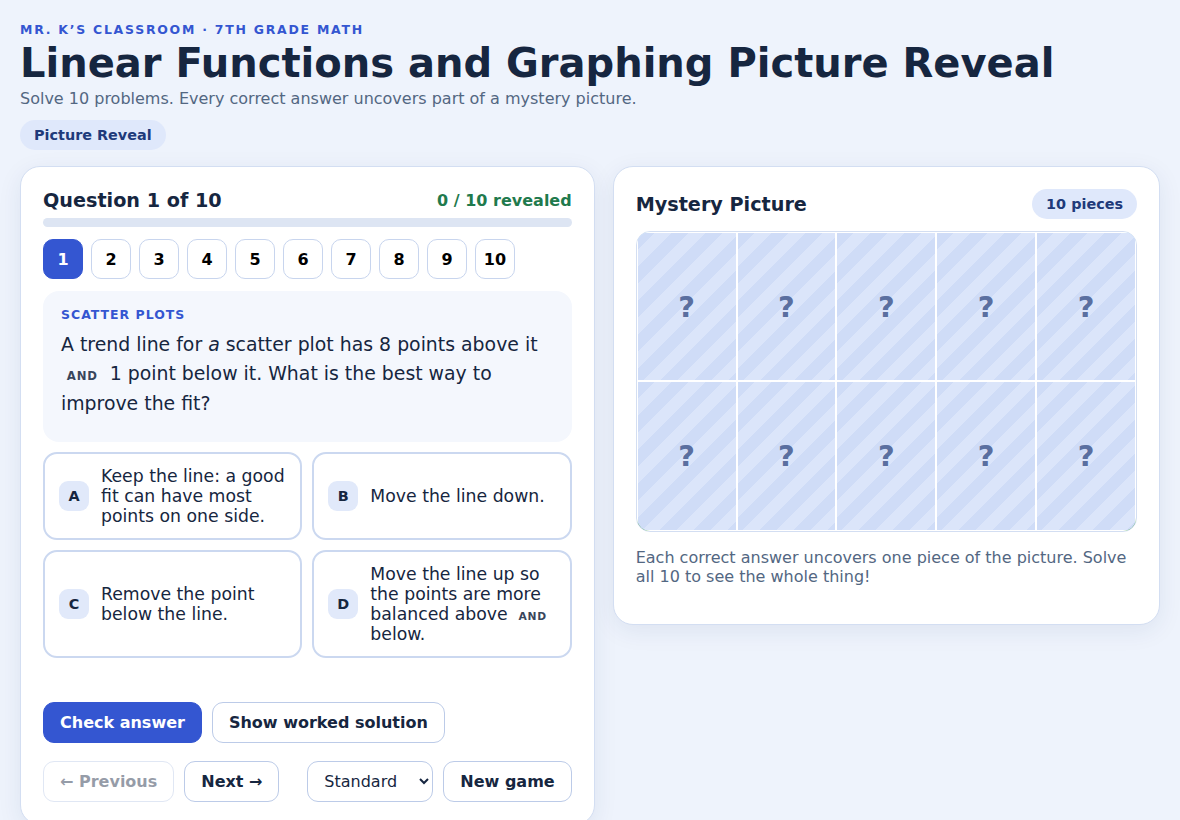 MR. K’S CLASSROOM · 7TH GRADE MATH
Linear Functions and Graphing Picture Reveal
Solve 10 problems. Every correct answer uncovers part of a mystery picture.
Picture Reveal
Question 1 of 10
0 / 10 revealed
1 2 3 4 5 6 7 8 9 10
SCATTER PLOTS
A trend line for a scatter plot has 8 points above it
AND 1 point below it. What is the best way to
improve the fit?
A
Keep the line: a good
fit can have most
points on one side.
B
Move the line down.
C
Remove the point
below the line.
D
Move the line up so
the points are more
balanced above AND
below.
Check answer
Show worked solution
← Previous
Next →
Standard
New game
Mystery Picture
10 pieces
? ? ? ? ?
? ? ? ? ?
Each correct answer uncovers one piece of the picture. Solve
all 10 to see the whole thing!